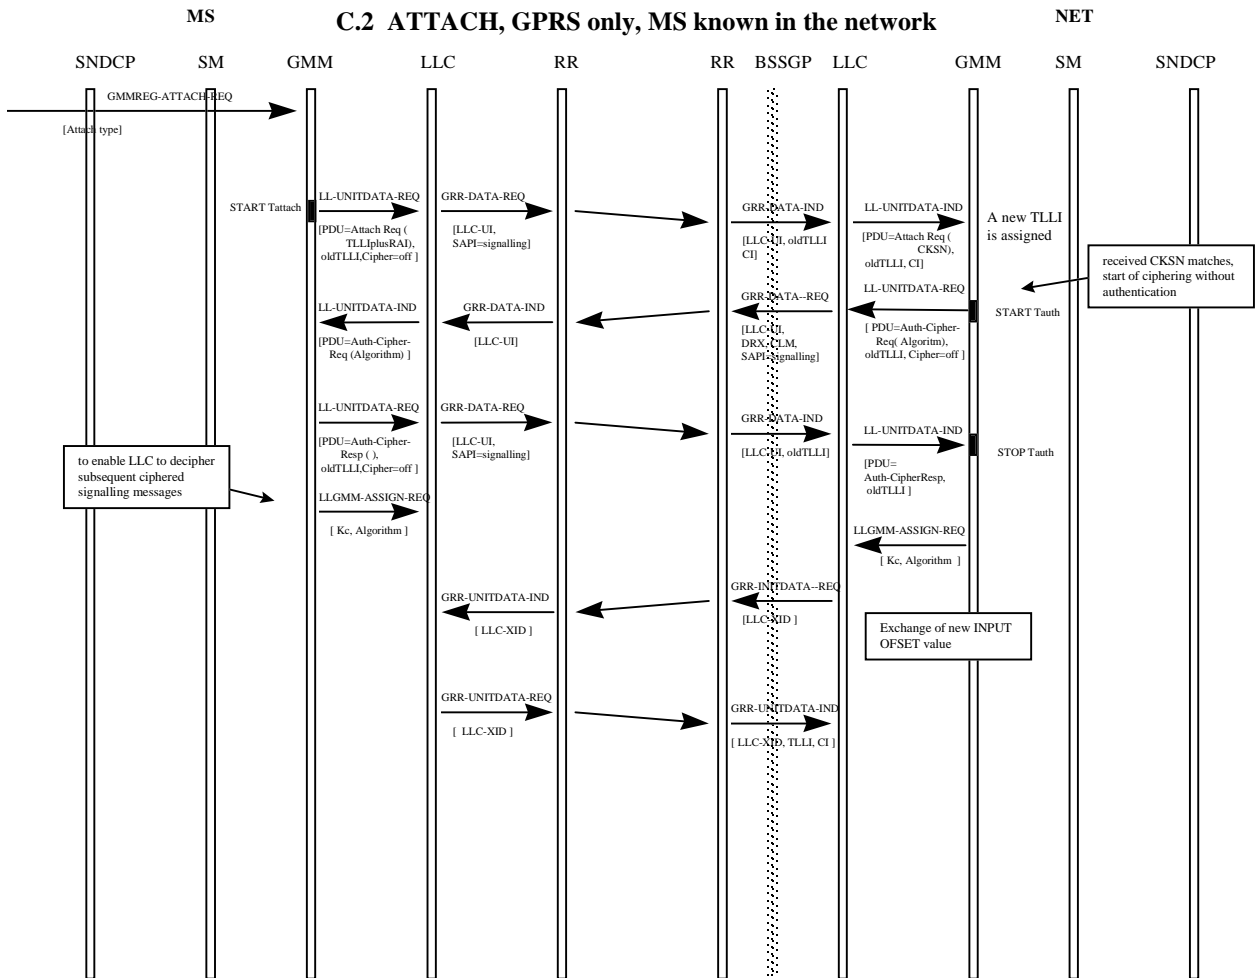 MS
C.2 ATTACH, GPRS only, MS known in the network
NET
SNDCP
SM
GMM
LLC
RR
RR
BSSGP
LLC
GMM
SM
SNDCP
GMMREG-ATTACH-REQ
[Attach type]
START Tattach
LL-UNITDATA-REQ
[PDU=Attach Req (
TLLIplusRAI),
oldTLLI,Cipher=off ]
GRR-DATA-REQ
[LLC-UI,
SAPI=signalling]
GRR-DATA-IND
[LLC-UI, oldTLLI
CI]
LL-UNITDATA-IND
[PDU=Attach Req (
CKSN),
oldTLLI, CI]
A new TLLI
is assigned
received CKSN matches,
start of ciphering without
authentication
LL-UNITDATA-IND
[PDU=Auth-Cipher-
Req (Algorithm) ]
GRR-DATA-IND
[LLC-UI]
GRR-DATA--REQ
[LLC-UI,
DRX, CLM,
SAPI=signalling]
LL-UNITDATA-REQ
[ PDU=Auth-Cipher-
Req( Algoritm),
oldTLLI, Cipher=off ]
START Tauth
LL-UNITDATA-REQ
[PDU=Auth-Cipher-
Resp ( ),
oldTLLI,Cipher=off ]
GRR-DATA-REQ
[LLC-UI,
SAPI=signalling]
GRR-DATA-IND
[LLC-UI, oldTLLI]
LL-UNITDATA-IND
[PDU=
Auth-CipherResp,
oldTLLI ]
STOP Tauth
to enable LLC to decipher
subsequent ciphered
signalling messages
LLGMM-ASSIGN-REQ
[ Kc, Algorithm ]
LLGMM-ASSIGN-REQ
[ Kc, Algorithm ]
GRR-UNITDATA-IND
[ LLC-XID ]
GRR-INITDATA--REQ
[LLC-XID ]
Exchange of new INPUT
OFSET value
GRR-UNITDATA-REQ
[ LLC-XID ]
GRR-UNITDATA-IND
[ LLC-XID, TLLI, CI ]